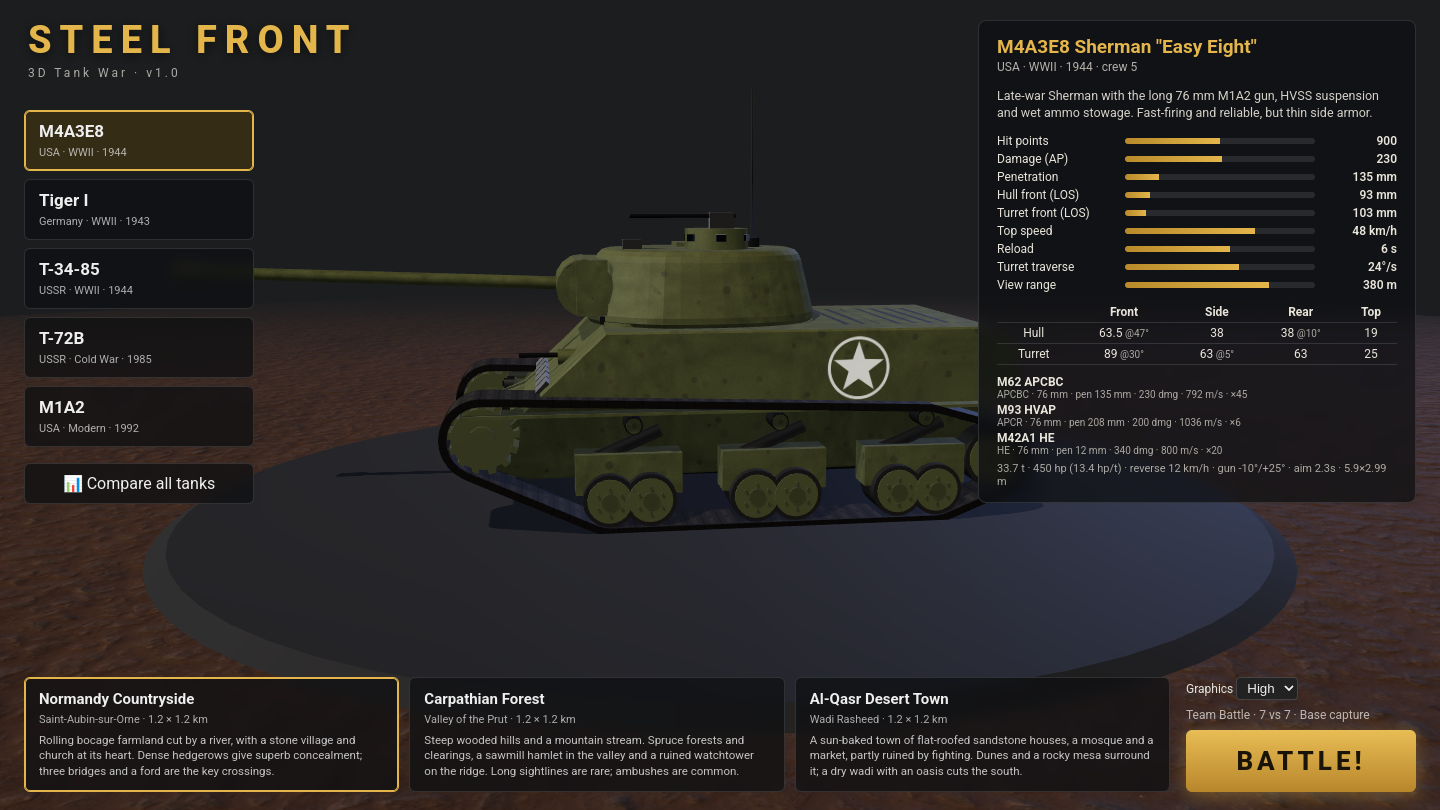 STEEL FRONT
3D Tank War · v1.0
M4A3E8
USA · WWII · 1944
Tiger I
Germany · WWII · 1943
T-34-85
USSR · WWII · 1944
T-72B
USSR · Cold War · 1985
M1A2
USA · Modern · 1992
📊 Compare all tanks
M4A3E8 Sherman "Easy Eight"
USA · WWII · 1944 · crew 5
Late-war Sherman with the long 76 mm M1A2 gun, HVSS suspension
and wet ammo stowage. Fast-firing and reliable, but thin side armor.
Hit points 900
Damage (AP) 230
Penetration 135 mm
Hull front (LOS) 93 mm
Turret front (LOS) 103 mm
Top speed 48 km/h
Reload 6 s
Turret traverse 24°/s
View range 380 m
Front Side Rear Top
Hull 63.5 @47° 38 38 @10° 19
Turret 89 @30° 63 @5° 63 25
M62 APCBC
APCBC · 76 mm · pen 135 mm · 230 dmg · 792 m/s · ×45
M93 HVAP
APCR · 76 mm · pen 208 mm · 200 dmg · 1036 m/s · ×6
M42A1 HE
HE · 76 mm · pen 12 mm · 340 dmg · 800 m/s · ×20
33.7 t · 450 hp (13.4 hp/t) · reverse 12 km/h · gun -10°/+25° · aim 2.3s · 5.9×2.99
m
Normandy Countryside
Saint-Aubin-sur-Orne · 1.2 × 1.2 km
Rolling bocage farmland cut by a river, with a stone village and
church at its heart. Dense hedgerows give superb concealment;
three bridges and a ford are the key crossings.
Carpathian Forest
Valley of the Prut · 1.2 × 1.2 km
Steep wooded hills and a mountain stream. Spruce forests and
clearings, a sawmill hamlet in the valley and a ruined watchtower
on the ridge. Long sightlines are rare; ambushes are common.
Al-Qasr Desert Town
Wadi Rasheed · 1.2 × 1.2 km
A sun-baked town of flat-roofed sandstone houses, a mosque and a
market, partly ruined by fighting. Dunes and a rocky mesa surround
it; a dry wadi with an oasis cuts the south.
Graphics High
Team Battle · 7 vs 7 · Base capture
BATTLE!